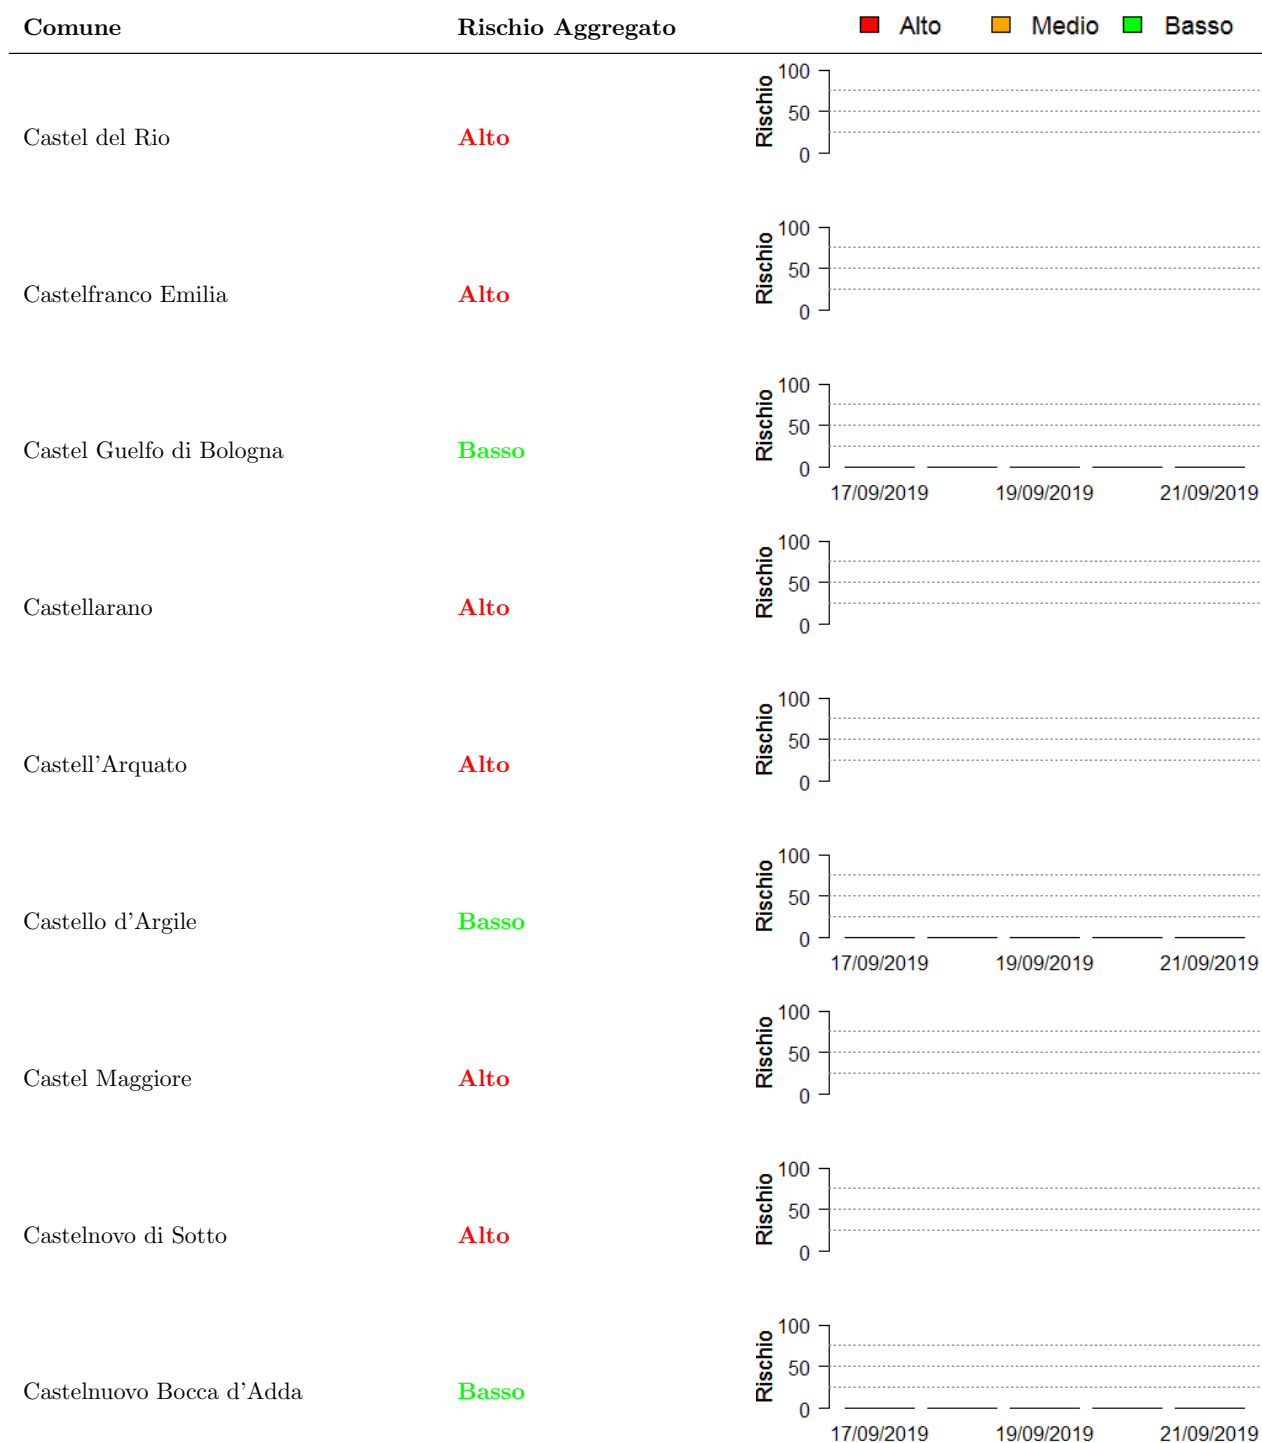 Comune Rischio Aggregato Alto Medio Basso
Castel del Rio Alto Rischio 100 50 0
Castelfranco Emilia Alto Rischio 100 50 0
Castel Guelfo di Bologna Basso Rischio 100 50 0
17/09/2019 19/09/2019 21/09/2019
Castellarano Alto Rischio 100 50 0
Castell'Arquato Alto Rischio 100 50 0
Castello d'Argile Basso Rischio 100 50 0
17/09/2019 19/09/2019 21/09/2019
Castel Maggiore Alto Rischio 100 50 0
Castelnovo di Sotto Alto Rischio 100 50 0
Castelnuovo Bocca d'Adda Basso Rischio 100 50 0
17/09/2019 19/09/2019 21/09/2019